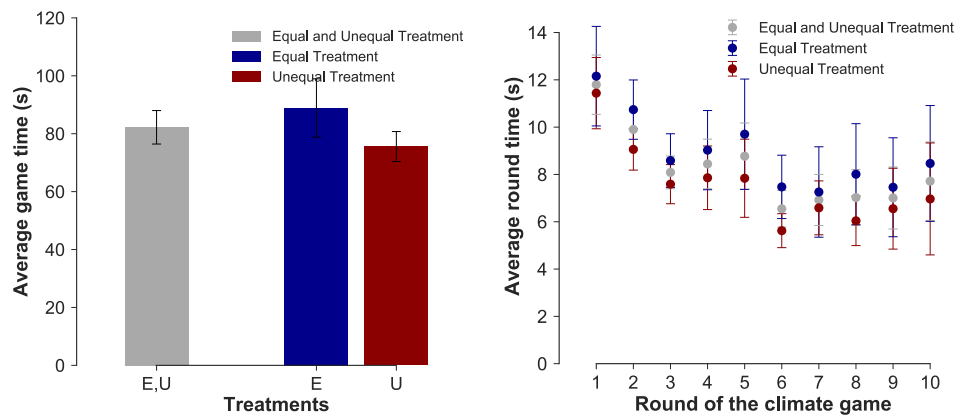 120
100
80
60
40
20
0
Average game time (s)
Equal and Unequal Treatment
Equal Treatment
Unequal Treatment
E,U
E
U
Treatments
14
12
10
8
6
4
2
0
Average round time (s)
Equal and Unequal Treatment
Equal Treatment
Unequal Treatment
1 2 3 4 5 6 7 8 9 10
Round of the climate game